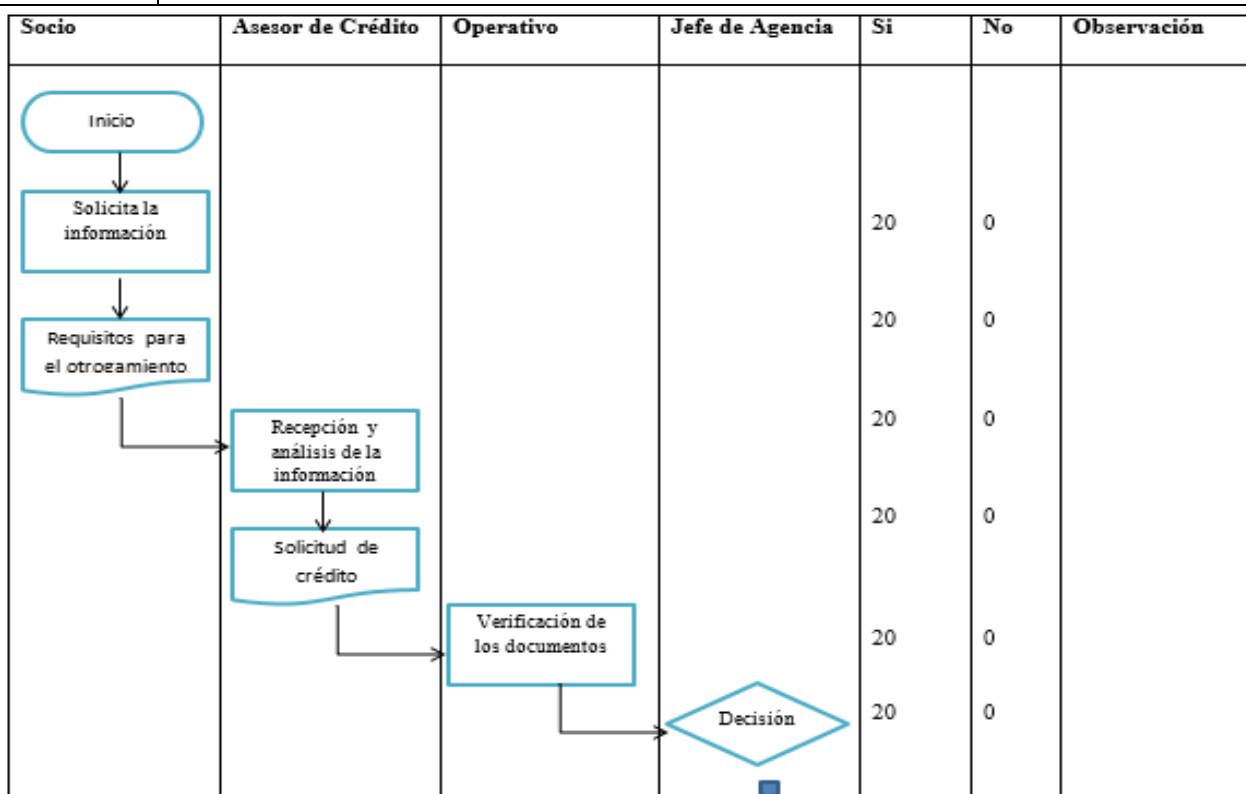 Socio Asesor de Crédito Operativo Jefe de Agencia Si No Observación
Inicio
Solicita la
información
20 0
Requisitos para
el otrogamiento
20 0
Recepción y
análisis de la
información
20 0
Solicitud de
crédito
20 0
Verificación de
los documentos
20 0
Decisión
20 0